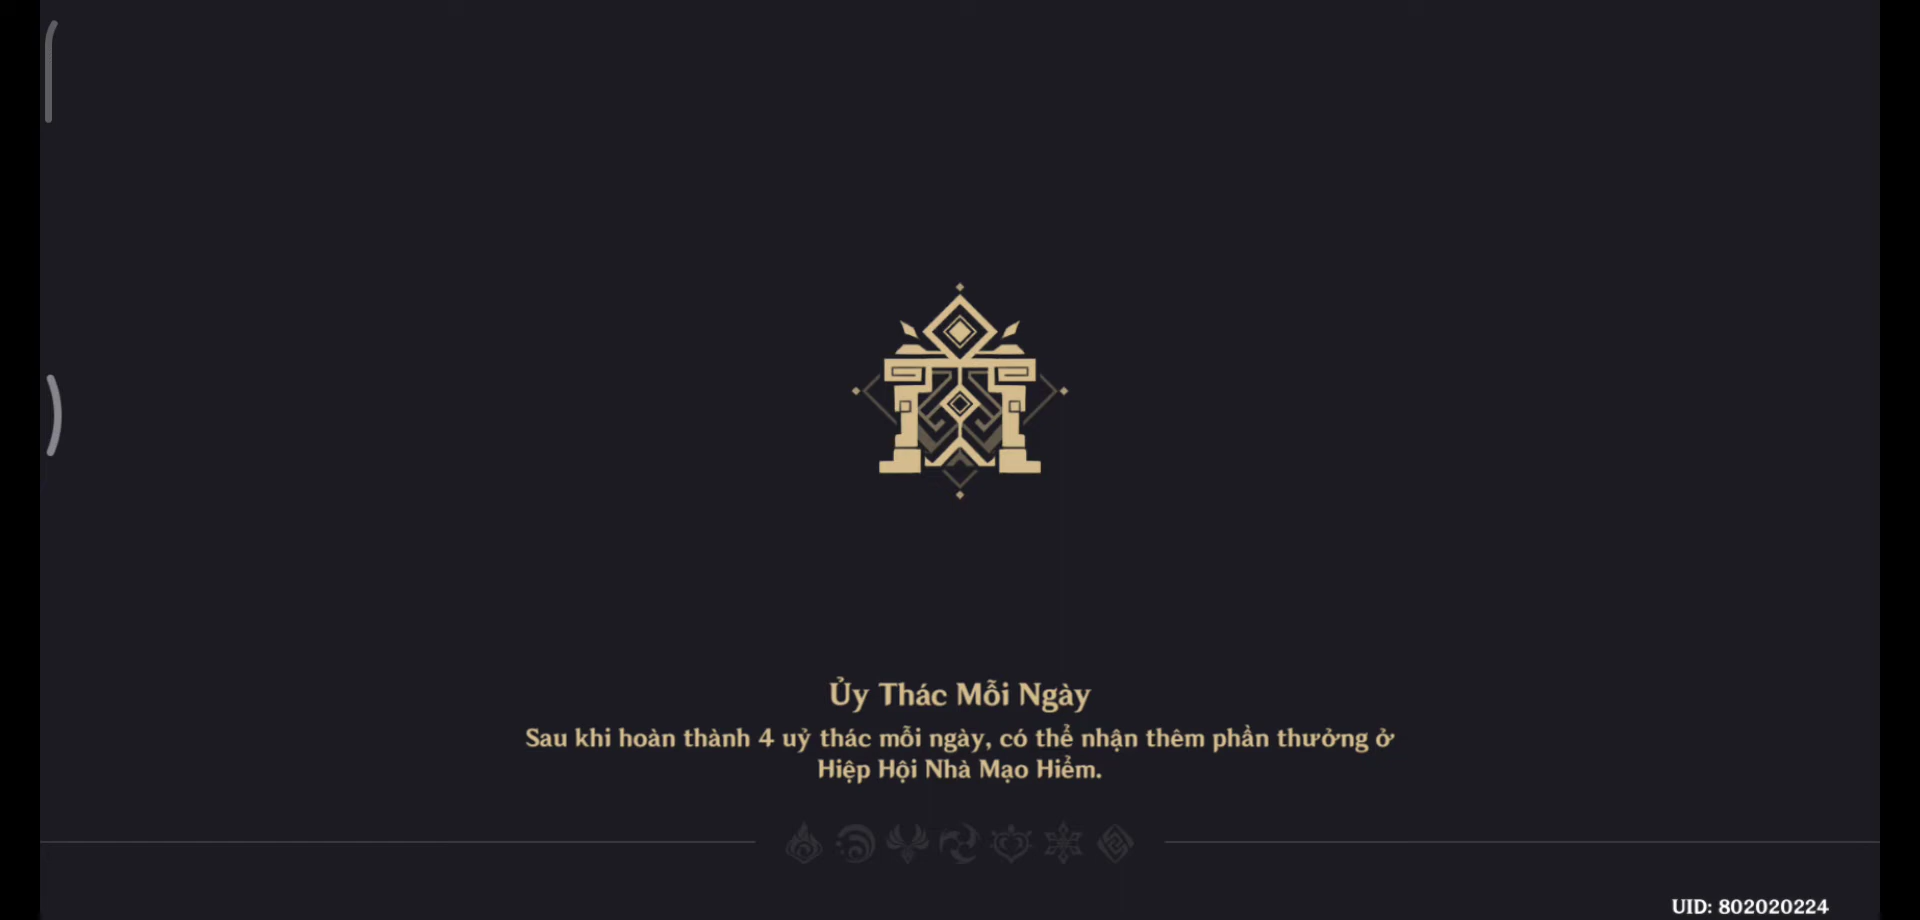 Ủy Thác Mỗi Ngày
Sau khi hoàn thành 4 uỷ thác mỗi ngày, có thể nhận thêm phần thưởng ở
Hiệp Hội Nhà Mạo Hiểm.
UID: 802020224